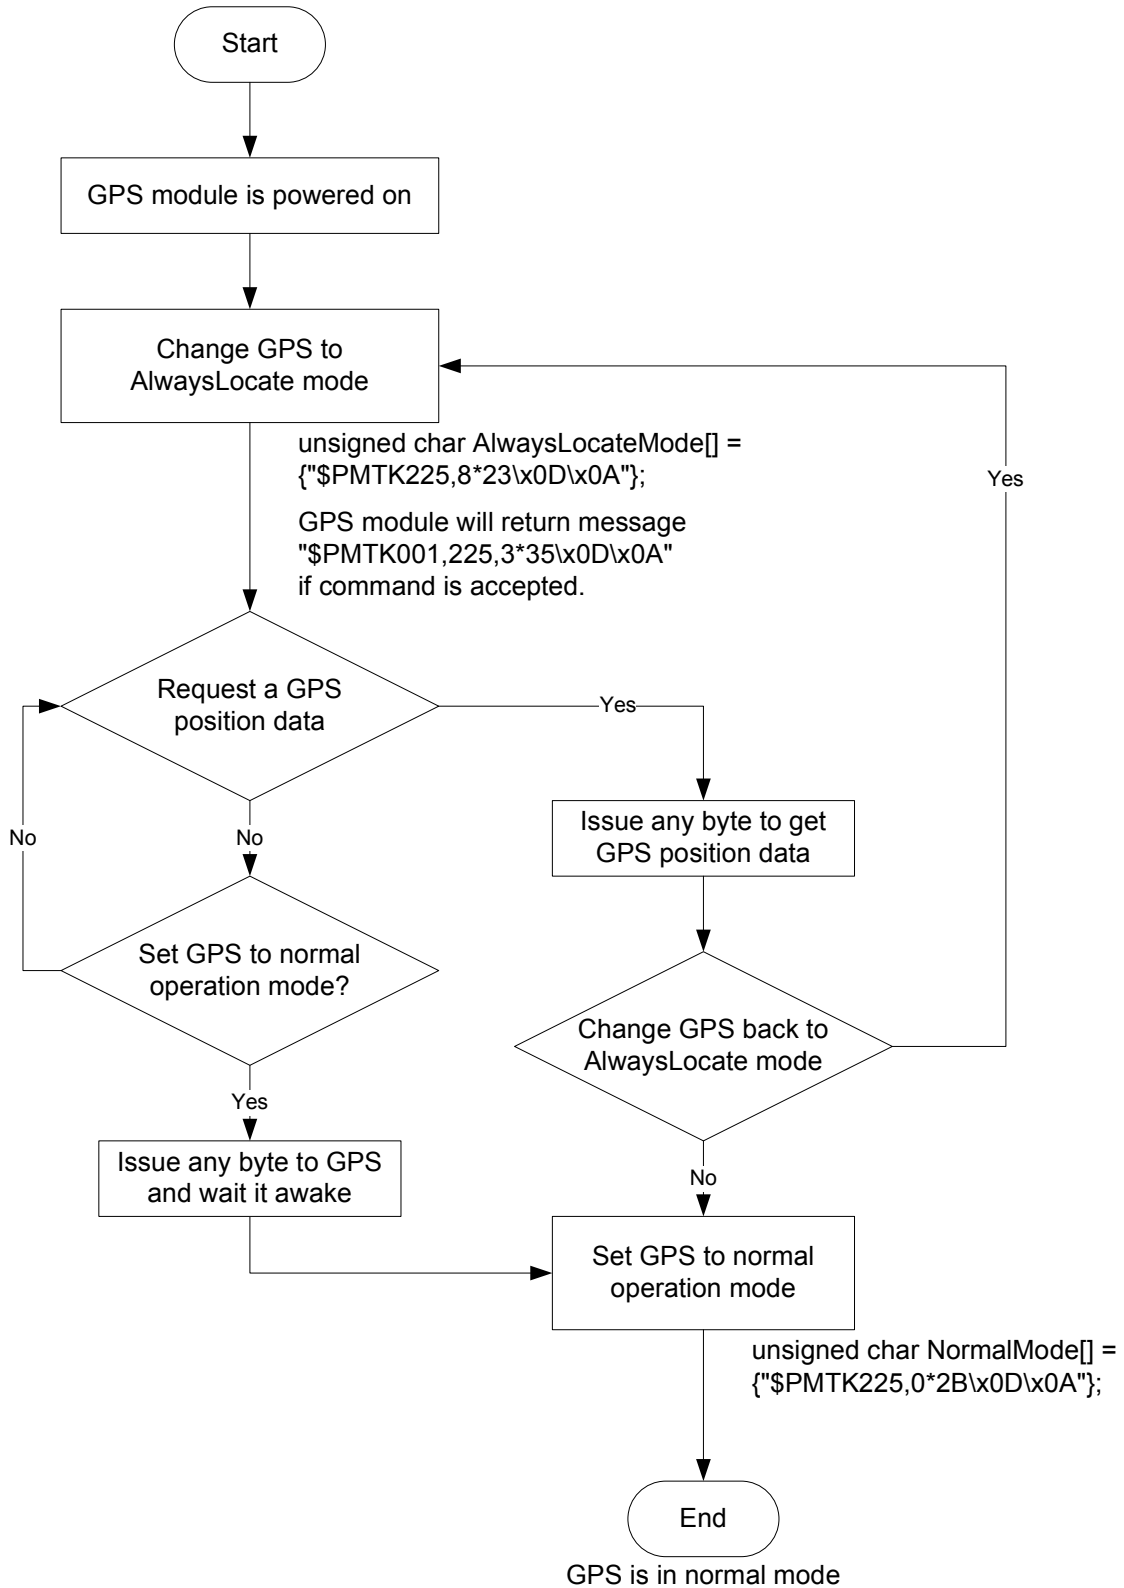 Start
GPS module is powered on
Change GPS to
AlwaysLocate mode
unsigned char AlwaysLocateMode[] =
{"$PMTK225,8*23\x0D\x0A"};
Yes
GPS module will return message
"$PMTK001,225,3*35\x0D\x0A"
if command is accepted.
Request a GPS
position data
Yes
No
No
Issue any byte to get
GPS position data
Set GPS to normal
operation mode?
Change GPS back to
AlwaysLocate mode
Yes
Issue any byte to GPS
and wait it awake
No
Set GPS to normal
operation mode
unsigned char NormalMode[] =
{"$PMTK225,0*2B\x0D\x0A"};
End
GPS is in normal mode